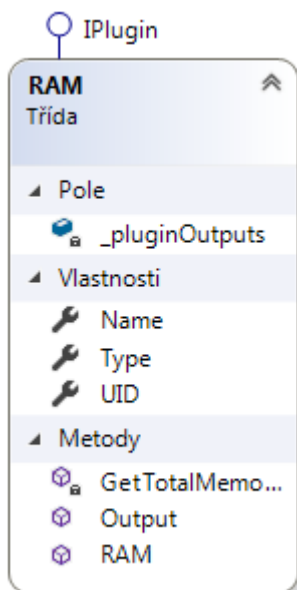 IPlugin
RAM
Třída
Pole
_pluginOutputs
Vlastnosti
Name
Type
UID
Metody
GetTotalMemo...
Output
RAM